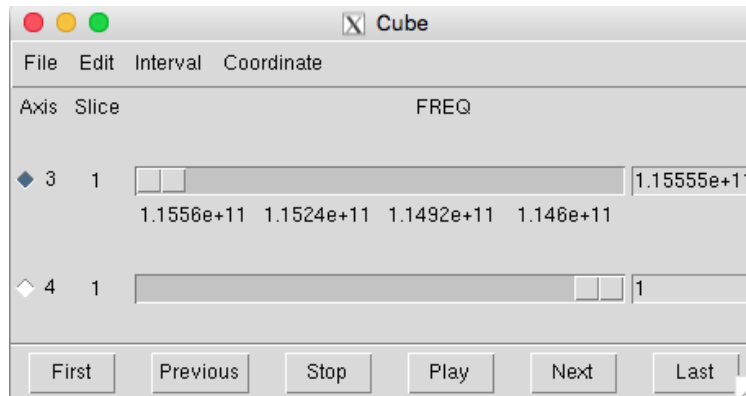 X Cube
File Edit Interval Coordinate
Axis Slice FREQ
3 1 1.15555e+11
1.1556e+11 1.1524e+11 1.1492e+11 1.146e+11
4 1 1
First Previous Stop Play Next Last